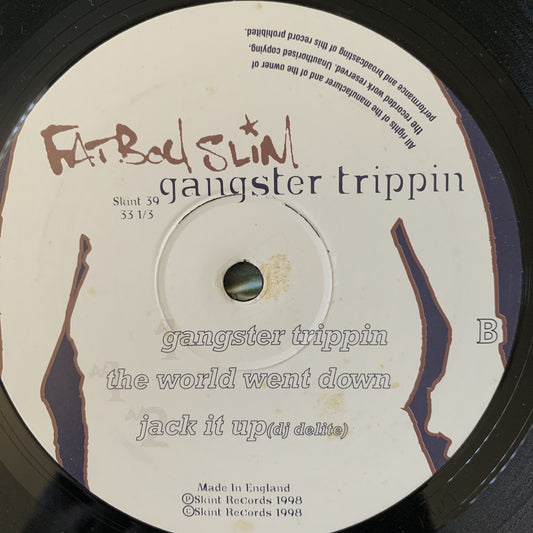 All rights of the manufacturer and of the owner of
the recorded work reserved. Unauthorised copying,
performance and broadcasting of this record prohibited.
FATBOY SLIM
gangster trippin
Skint 39
33 1/3
gangster trippin
the world went down
jack it up(dj delite)
B
Made In England
Ⓟ Skint Records 1998
© Skint Records 1998